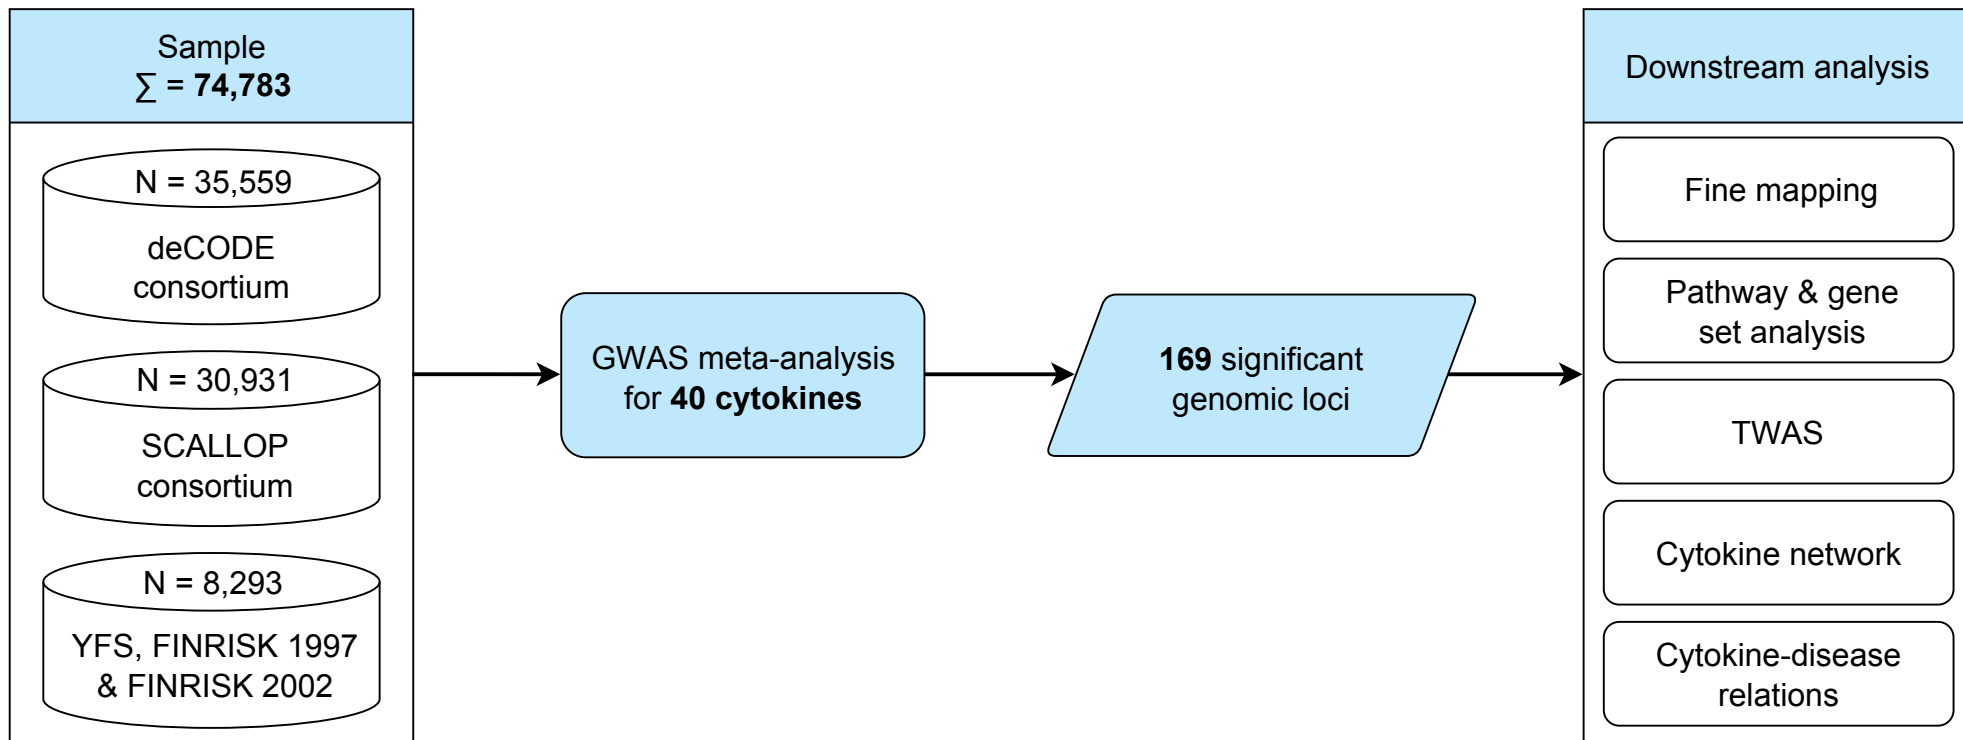 Sample
∑ = 74,783
N = 35,559
deCODE
consortium
N = 30,931
SCALLOP
consortium
N = 8,293
YFS, FINRISK 1997
& FINRISK 2002
GWAS meta-analysis
for 40 cytokines
169 significant
genomic loci
Downstream analysis
Fine mapping
Pathway & gene
set analysis
TWAS
Cytokine network
Cytokine-disease
relations